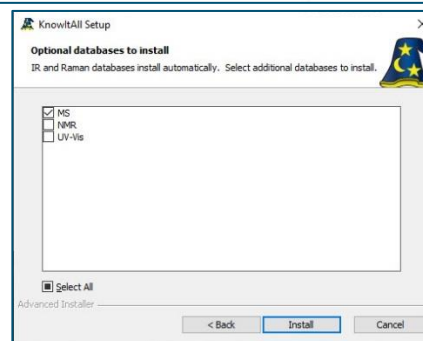 KnowItAll Setup
Optional databases to install
IR and Raman databases install automatically. Select additional databases to install.
MS
NMR
UV-Vis
Select All
Advanced Installer
< Back Install Cancel